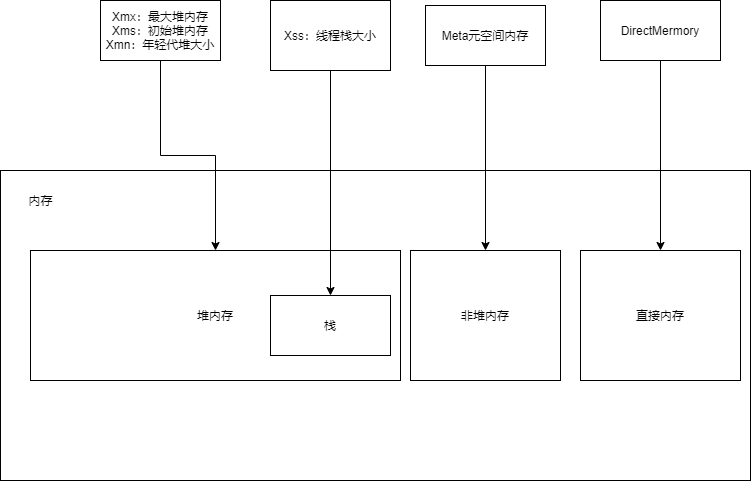 Xmx：最大堆内存
Xms：初始堆内存
Xmn：年轻代堆大小
Xss：线程栈大小
Meta元空间内存
DirectMermory
内存
堆内存
栈
非堆内存
直接内存